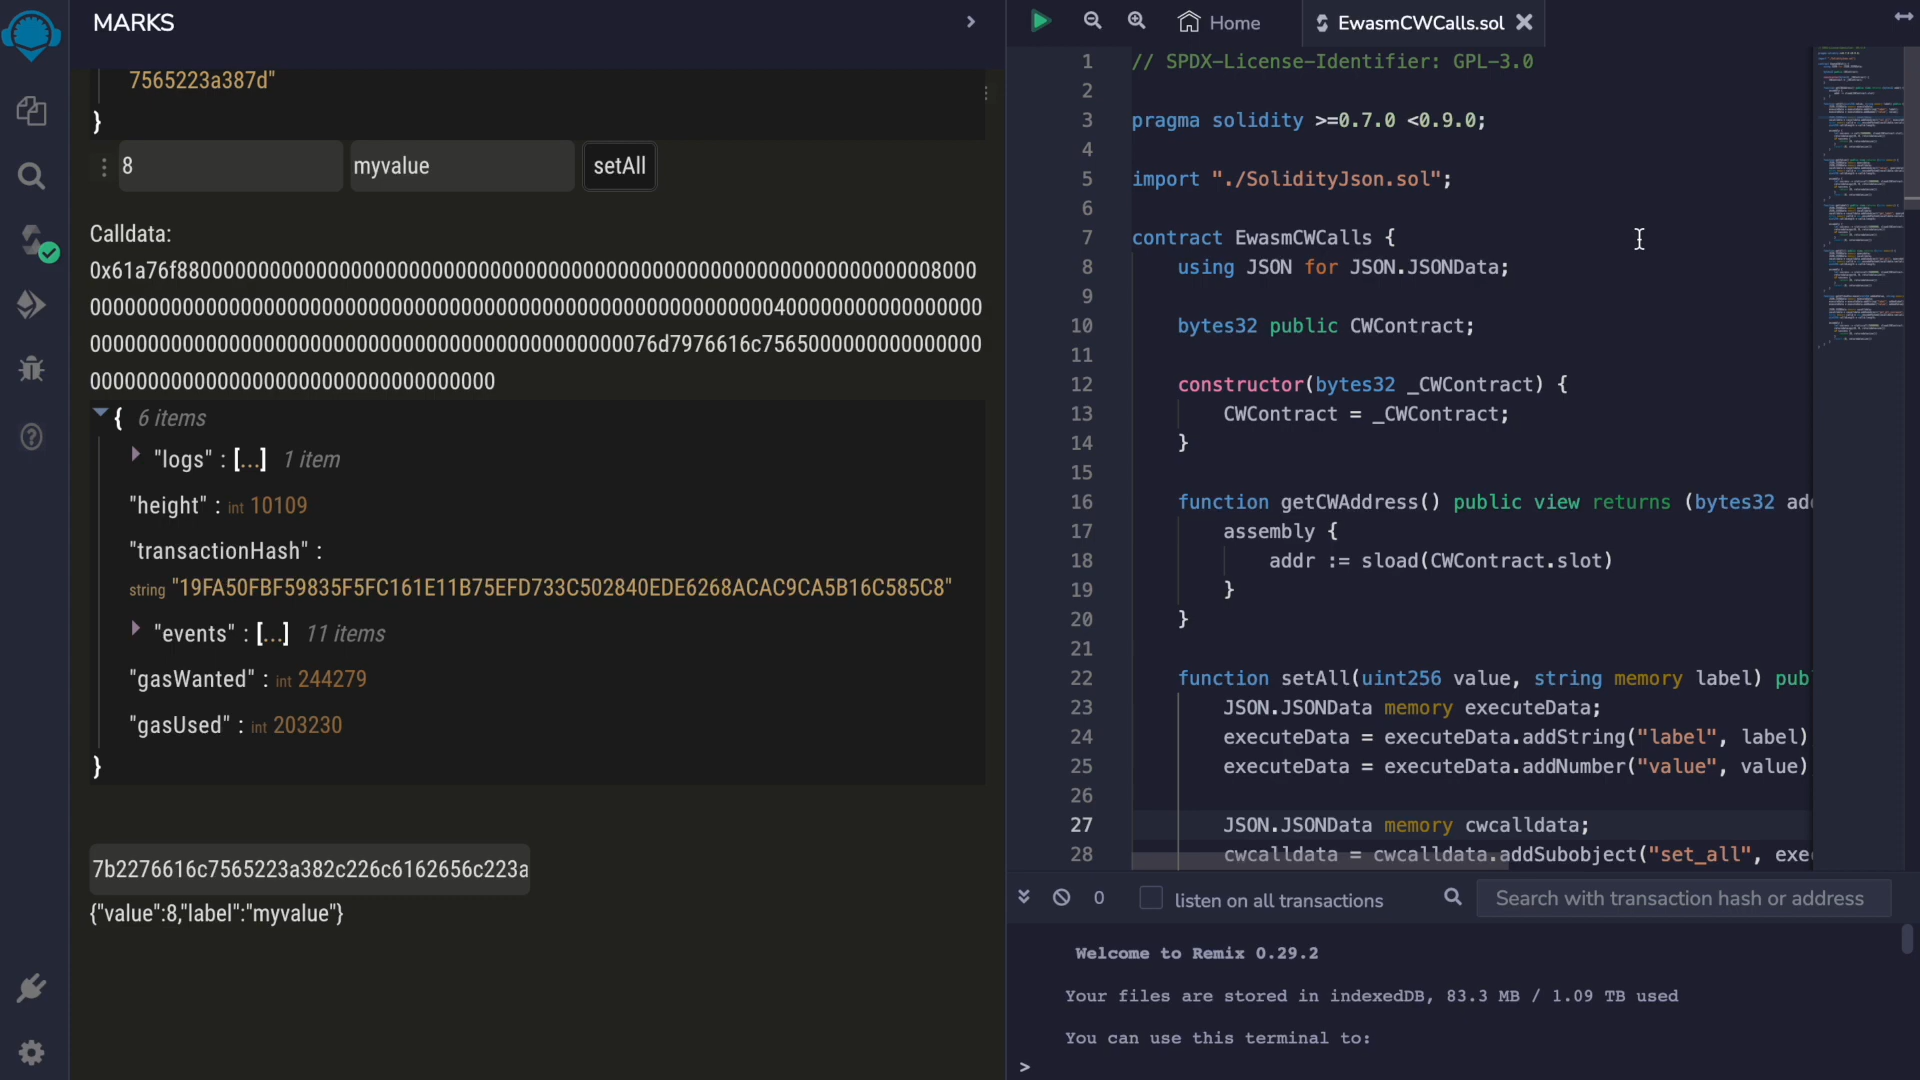 MARKS
7565223a387d"
}
8 myvalue setAll
Calldata:
{ 6 items
"logs" : [...] 1 item
"height" : int 10109
"transactionHash" :
string "19FA50FBF59835F5FC161E11B75EFD733C502840EDE6268ACAC9CA5B16C585C8"
"events" : [...] 11 items
"gasWanted" : int 244279
"gasUsed" : int 203230
}
7b2276616c7565223a382c226c6162656c223a
{"value":8,"label":"myvalue"}
Home EwasmCWCalls.sol
1 // SPDX-License-Identifier: GPL-3.0
2
3 pragma solidity >=0.7.0 <0.9.0;
4
5 import "./SolidityJson.sol";
6
7 contract EwasmCWCalls {
8 using JSON for JSON.JSONData;
9
10 bytes32 public CWContract;
11
12 constructor(bytes32 _CWContract) {
13 CWContract = _CWContract;
14 }
15
16 function getCWAddress() public view returns (bytes32 add
17 assembly {
18 addr := sload(CWContract.slot)
19 }
20 }
21
22 function setAll(uint256 value, string memory label) pub
23 JSON.JSONData memory executeData;
24 executeData = executeData.addString("label", label)
25 executeData = executeData.addNumber("value", value)
26
27 JSON.JSONData memory cwcalldata;
28 cwcalldata = cwcalldata.addSubobject("set_all", exe
0 listen on all transactions Search with transaction hash or address
Welcome to Remix 0.29.2
Your files are stored in indexedDB, 83.3 MB / 1.09 TB used
You can use this terminal to:
>